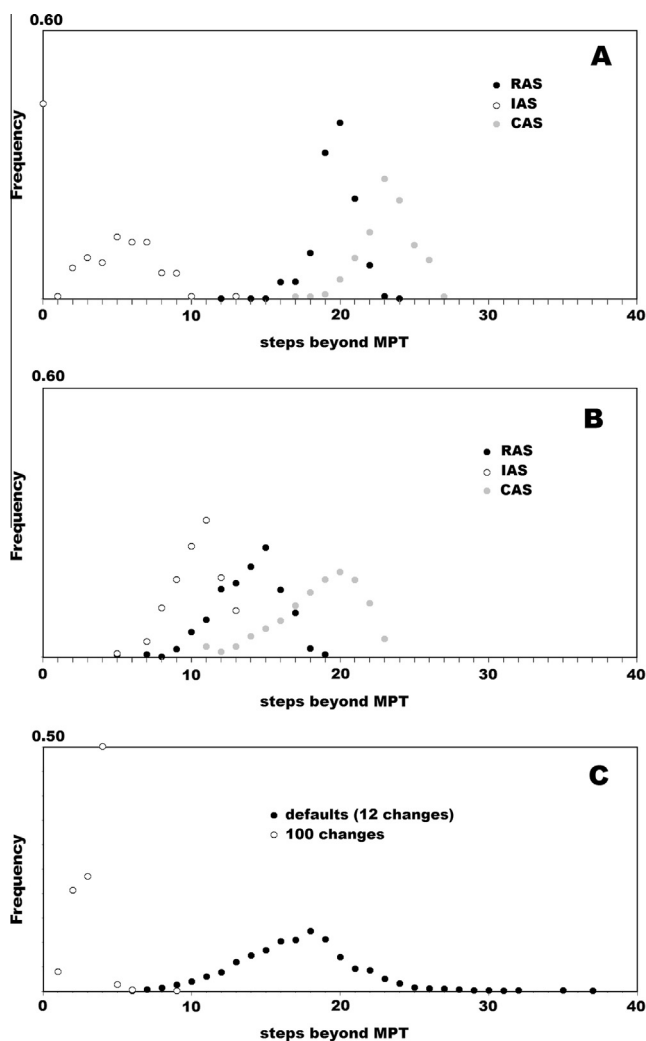 0.60
A
RAS
IAS
CAS
Frequency
0 10 20 30 40
steps beyond MPT
0.60
B
RAS
IAS
CAS
Frequency
0 10 20 30 40
steps beyond MPT
0.50
C
defaults (12 changes)
100 changes
Frequency
0 10 20 30 40
steps beyond MPT